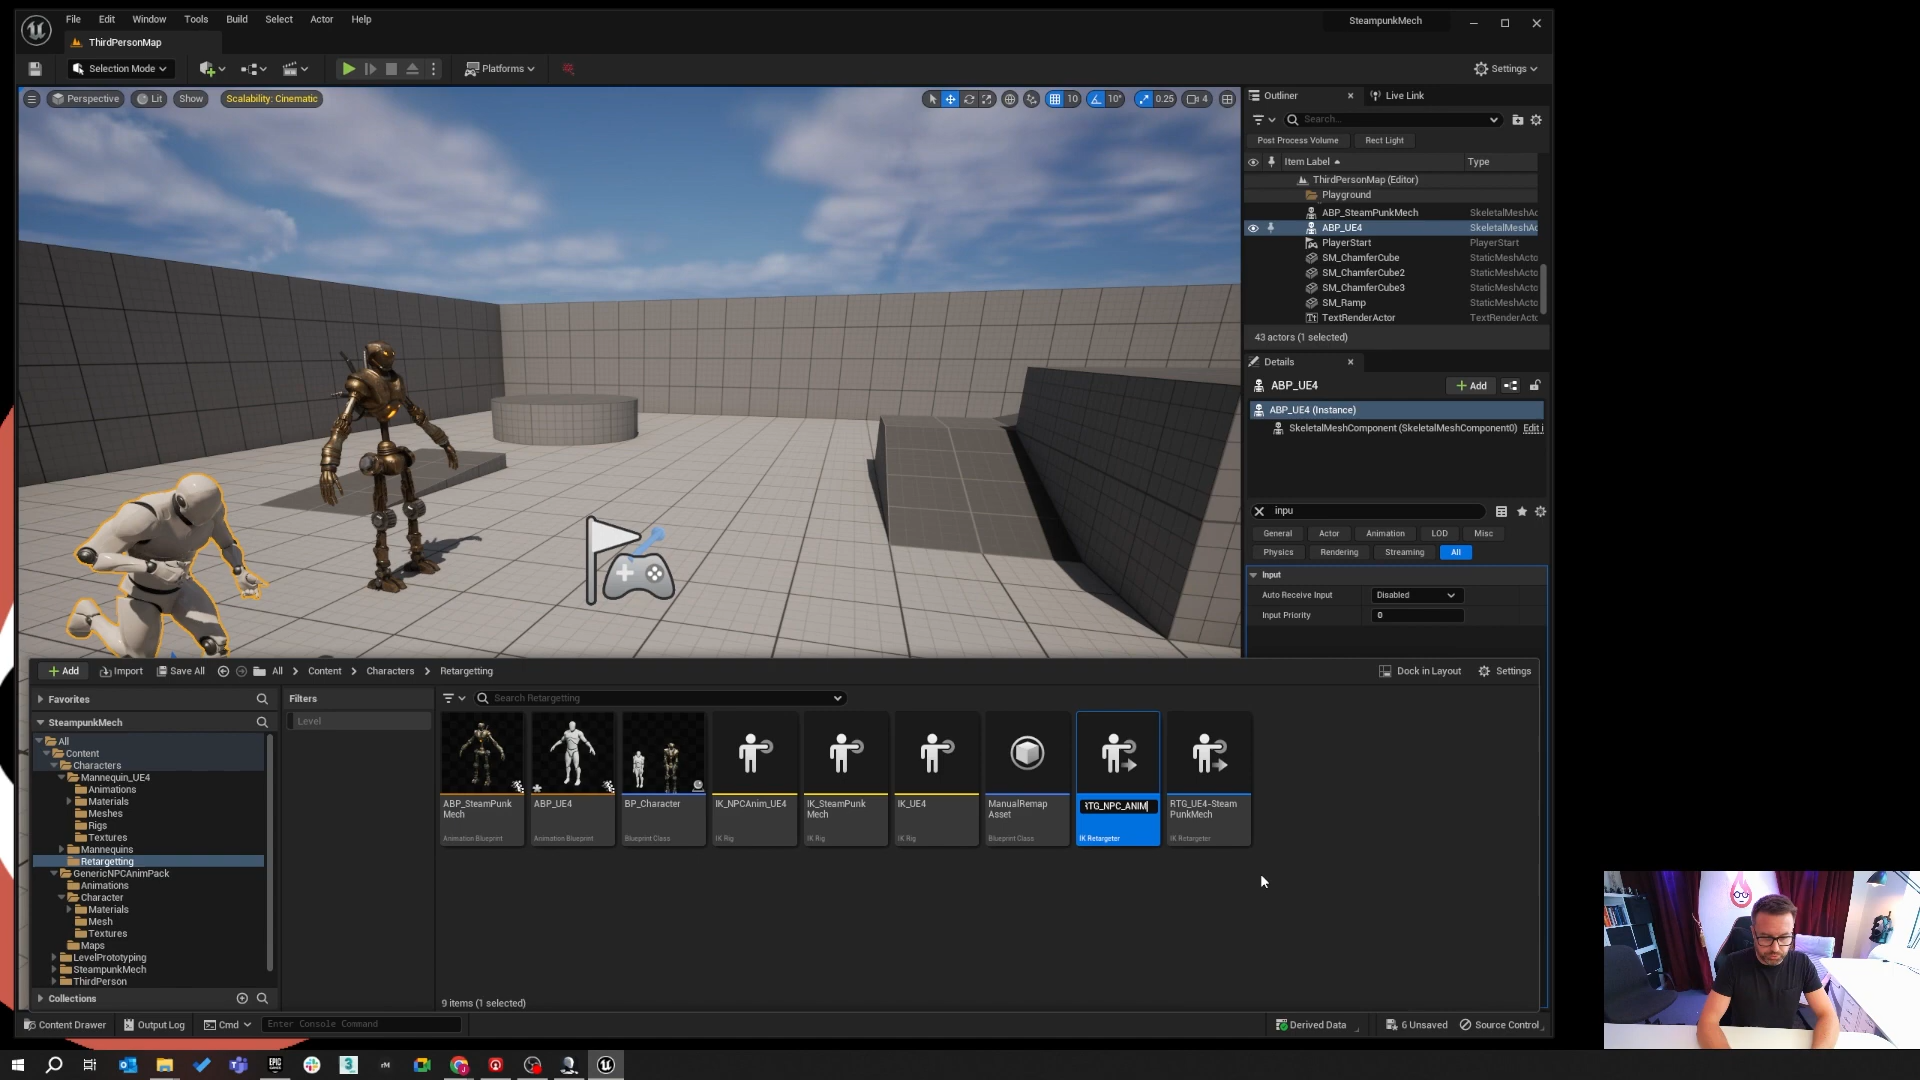 File Edit Window Tools Build Select Actor Help
SteampunkMech
ThirdPersonMap
Selection Mode
Platforms
Settings
Perspective Lit Show Scalability: Cinematic
10 10° 0.25 4
Outliner Live Link
Search...
Post Process Volume Rect Light
Item Label Type
ThirdPersonMap (Editor)
Playground
ABP_SteamPunkMech SkeletalMeshAc
ABP_UE4 SkeletalMeshAc
PlayerStart PlayerStart
SM_ChamferCube StaticMeshActo
SM_ChamferCube2 StaticMeshActo
SM_ChamferCube3 StaticMeshActo
SM_Ramp StaticMeshActo
TextRenderActor TextRenderActo
43 actors (1 selected)
Details
ABP_UE4
Add
ABP_UE4 (Instance)
SkeletalMeshComponent (SkeletalMeshComponent0) Edit i
inpu
General Actor Animation LOD Misc
Physics Rendering Streaming All
Input
Auto Receive Input Disabled
Input Priority 0
Add Import Save All All Content Characters Retargetting
Dock in Layout Settings
Favorites
SteampunkMech
All
Content
Characters
Mannequin_UE4
Animations
Materials
Meshes
Rigs
Textures
Mannequins
Retargetting
GenericNPCAnimPack
Animations
Character
Materials
Mesh
Textures
Maps
LevelPrototyping
SteampunkMech
ThirdPerson
Collections
Filters
Level
Search Retargetting
ABP_SteamPunk
Mech
Animation Blueprint
ABP_UE4
Animation Blueprint
BP_Character
Blueprint Class
IK_NPCAnim_UE4
IK Rig
IK_SteamPunk
Mech
IK Rig
IK_UE4
IK Rig
ManualRemap
Asset
Blueprint Class
RTG_NPC_ANIM
IK Retargeter
RTG_UE4-Steam
PunkMech
IK Retargeter
9 items (1 selected)
Content Drawer Output Log Cmd Enter Console Command
Derived Data 6 Unsaved Source Control